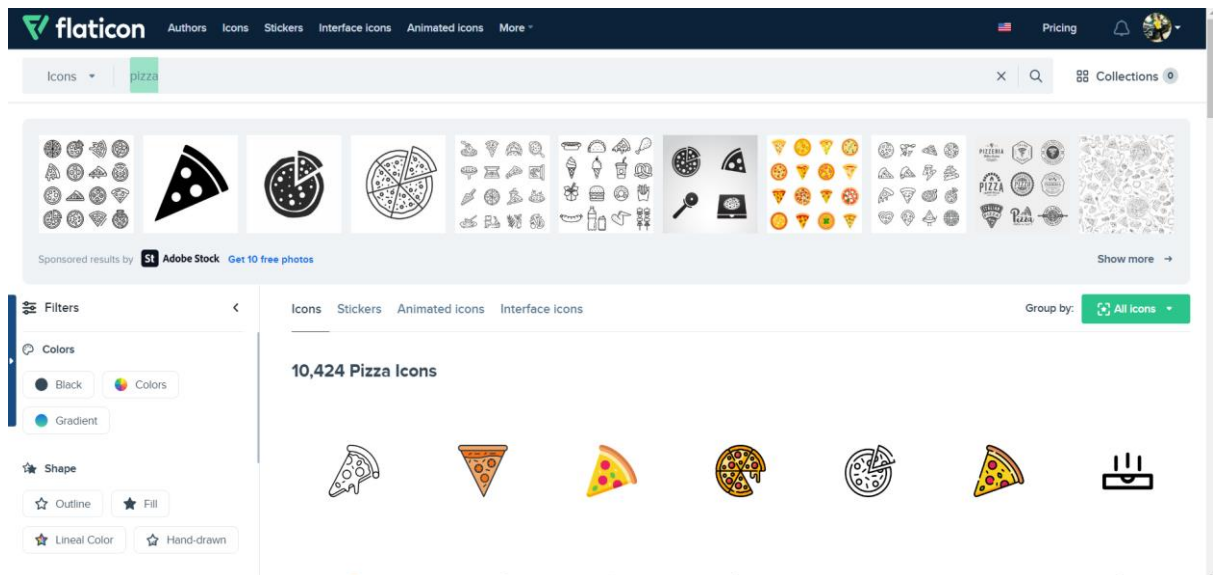 flaticon Authors Icons Stickers Interface icons Animated icons More Pricing
Icons pizza Collections 0
PIZZERIA
PIZZA
Pizza
Sponsored results by St Adobe Stock Get 10 free photos Show more →
Filters Icons Stickers Animated icons Interface icons Group by: All icons
Colors
Black Colors
10,424 Pizza Icons
Gradient
Shape
Outline Fill
Lineal Color Hand-drawn